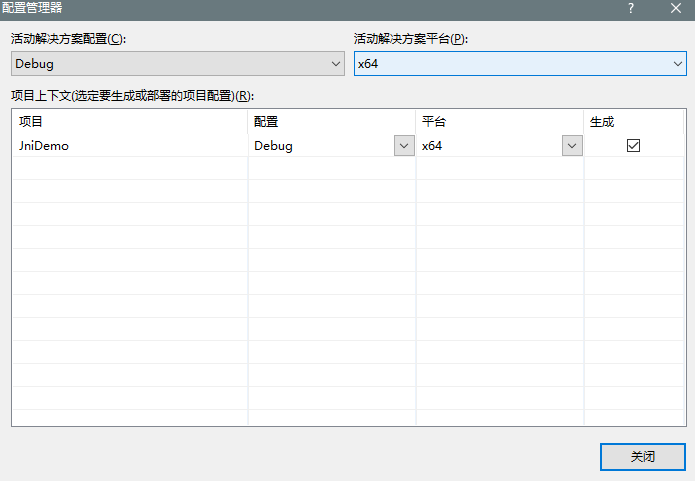 配置管理器
活动解决方案配置(C):
活动解决方案平台(P):
Debug
x64
项目上下文(选定要生成或部署的项目配置)(R):
项目 配置 平台 生成
JniDemo Debug x64
关闭